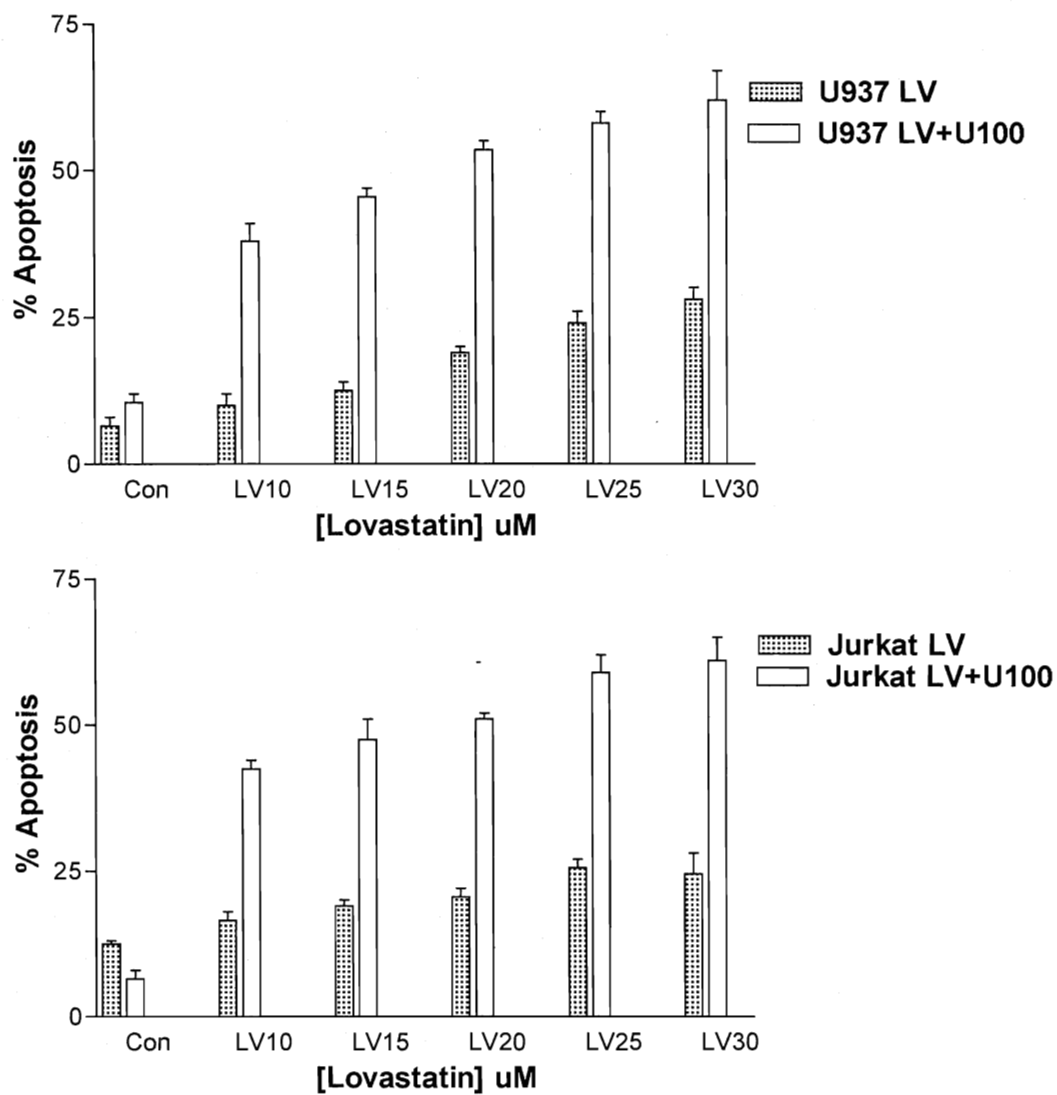 75
50
25
0
% Apoptosis
U937 LV
U937 LV+U100
Con LV10 LV15 LV20 LV25 LV30
[Lovastatin] uM
75
50
25
0
% Apoptosis
Jurkat LV
Jurkat LV+U100
Con LV10 LV15 LV20 LV25 LV30
[Lovastatin] uM